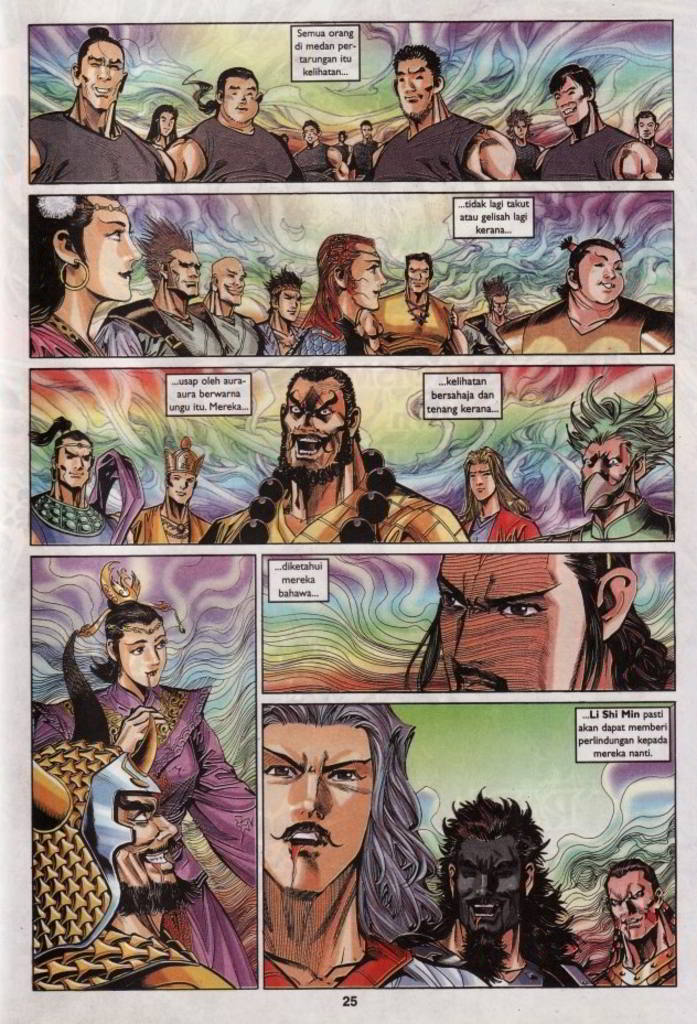 Semua orang
di medan per-
tarungan itu
kelihatan...
...tidak lagi takut
atau gelisah lagi
kerana...
...usap oleh aura-
aura berwarna
ungu itu. Mereka...
...kelihatan
bersahaja dan
tenang kerana...
...diketahui
mereka
bahawa...
...Li Shi Min pasti
akan dapat memberi
perlindungan kepada
mereka nanti.
25